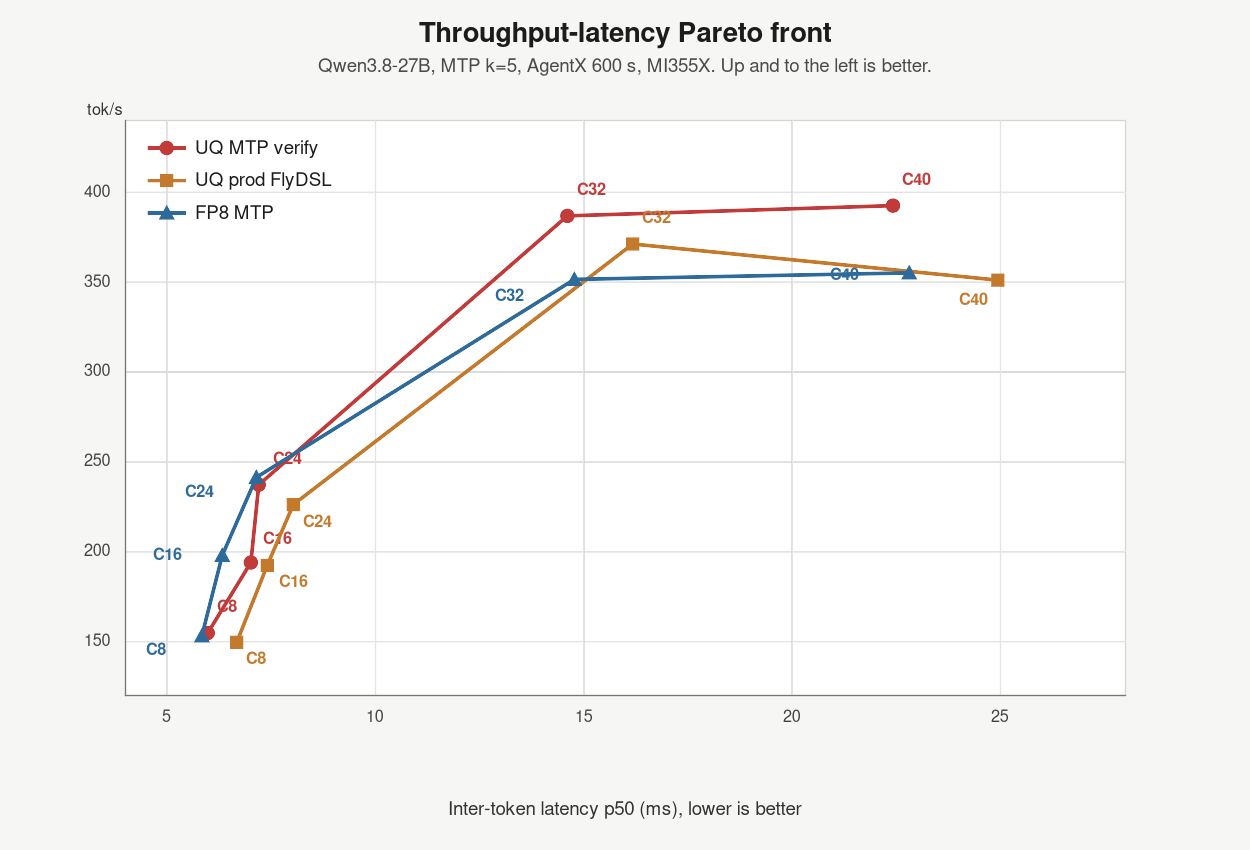 Throughput-latency Pareto front
Qwen3.8-27B, MTP k=5, AgentX 600 s, MI355X. Up and to the left is better.
tok/s
UQ MTP verify
UQ prod FlyDSL
FP8 MTP
400
350
300
250
200
150
C40
C32
C32
C40
C32
C40
C24
C24
C24
C16
C16
C16
C8
C8
C8
5
10
15
20
25
Inter-token latency p50 (ms), lower is better